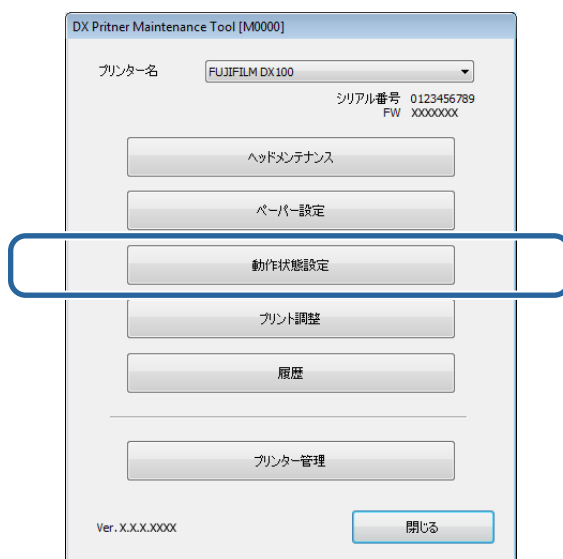 DX Pritner Maintenance Tool [M0000]
プリンター名 FUJIFILM DX100
シリアル番号 0123456789
FW XXXXXXX
ヘッドメンテナンス
ペーパー設定
動作状態設定
プリント調整
履歴
プリンター管理
Ver.X.X.X.XXXX 閉じる